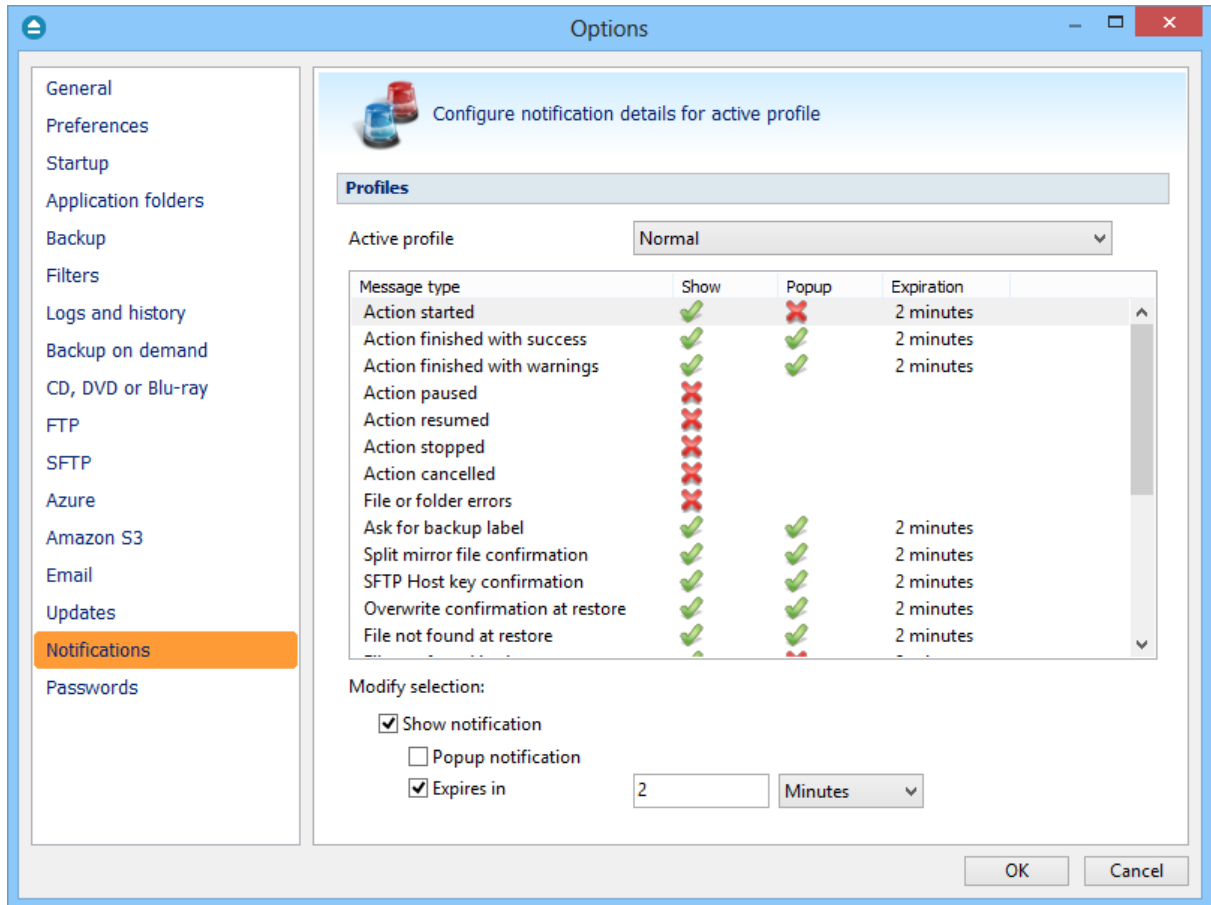 Options
General
Preferences
Startup
Application folders
Backup
Filters
Logs and history
Backup on demand
CD, DVD or Blu-ray
FTP
SFTP
Azure
Amazon S3
Email
Updates
Notifications
Passwords
Configure notification details for active profile
Profiles
Active profile Normal
Message type Show Popup Expiration
Action started 2 minutes
Action finished with success 2 minutes
Action finished with warnings 2 minutes
Action paused
Action resumed
Action stopped
Action cancelled
File or folder errors
Ask for backup label 2 minutes
Split mirror file confirmation 2 minutes
SFTP Host key confirmation 2 minutes
Overwrite confirmation at restore 2 minutes
File not found at restore 2 minutes
Modify selection:
Show notification
Popup notification
Expires in 2 Minutes
OK Cancel